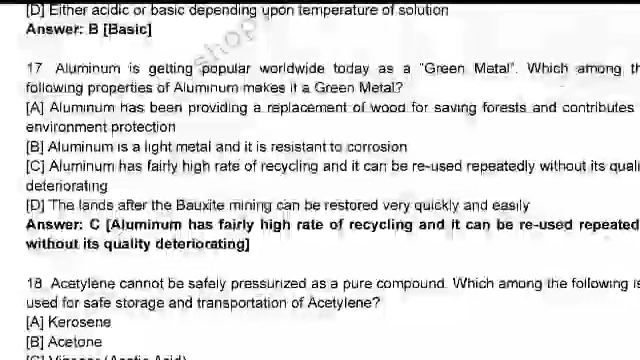 [D] Either acidic or basic depending upon temperature of solution
Answer: B [Basic]
shop
17 Aluminum is getting popular worldwide today as a "Green Metal". Which among th
following properties of Aluminum makes it a Green Metal?
[A] Aluminum has been providing a replacement of wood for saving forests and contributes
environment protection
[B] Aluminum is a light metal and it is resistant to corrosion
[C] Aluminum has fairly high rate of recycling and it can be re-used repeatedly without its quali
deteriorating
[D] The lands after the Bauxite mining can be restored very quickly and easily
Answer: C [Aluminum has fairly high rate of recycling and it can be re-used repeated
without its quality deteriorating]
18 Acetylene cannot be safely pressurized as a pure compound. Which among the following is
used for safe storage and transportation of Acetylene?
[A] Kerosene
[B] Acetone
[C] Vinegar (Acetic Acid)